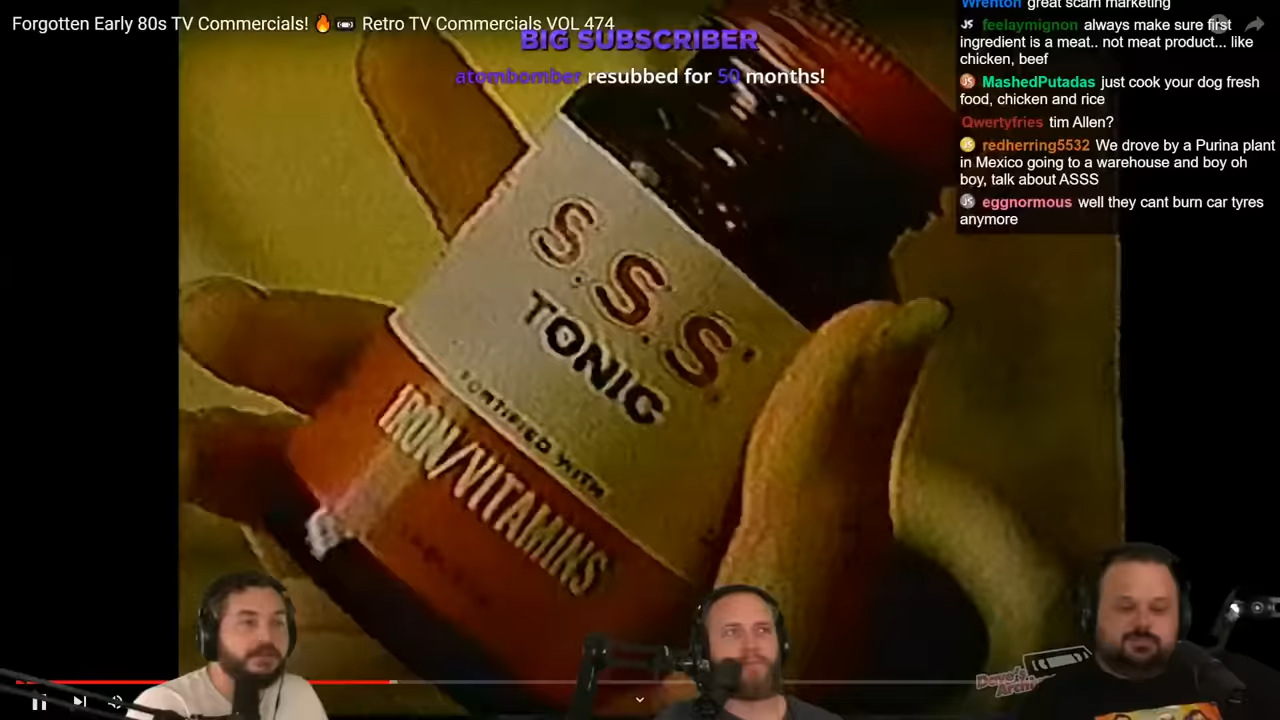 Forgotten Early 80s TV Commercials! 🔥 📼 Retro TV Commercials VOL 474
BIG SUBSCRIBER
atombomber resubbed for 50 months!
Wrenton great scam marketing
feelaymignon always make sure first
ingredient is a meat.. not meat product... like
chicken, beef
MashedPutadas just cook your dog fresh
food, chicken and rice
Qwertyfries tim Allen?
redherring5532 We drove by a Purina plant
in Mexico going to a warehouse and boy oh
boy, talk about ASSS
eggnormous well they cant burn car tyres
anymore
S.S.S.
TONIC
FORTIFIED WITH
IRON/VITAMINS
Dave's
Archi